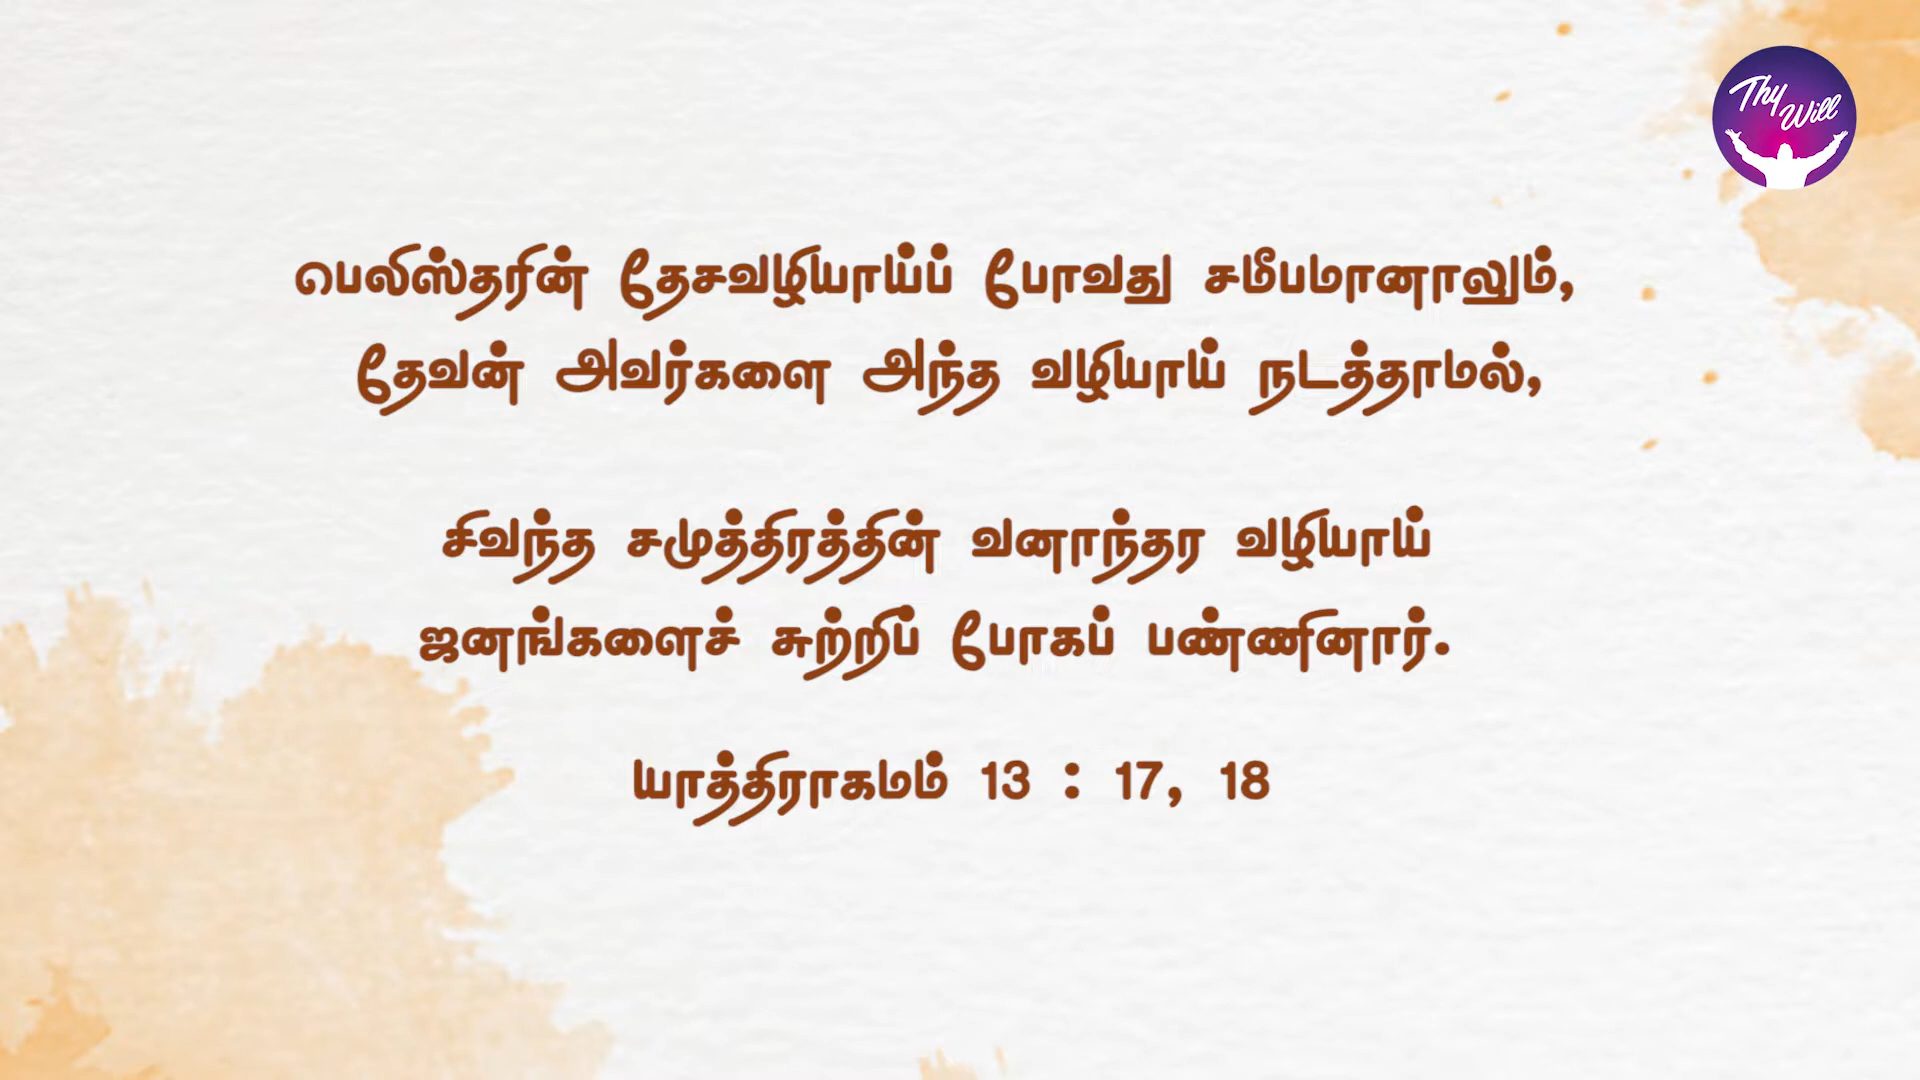 Thy Will
பெலிஸ்தரின் தேசவழியாய்ப் போவது சமீபமானாலும்,
தேவன் அவர்களை அந்த வழியாய் நடத்தாமல்,
சிவந்த சமுத்திரத்தின் வனாந்தர வழியாய்
ஜனங்களைச் சுற்றிப் போகப் பண்ணினார்.
யாத்திராகமம் 13 : 17, 18